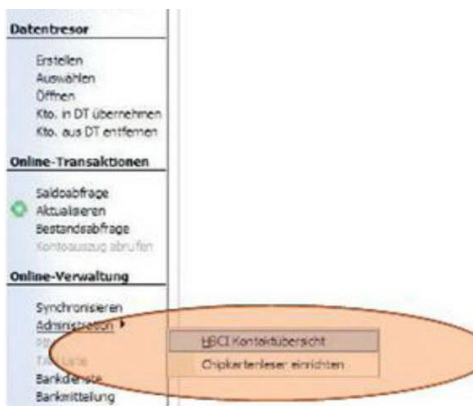 Datentresor
Erstellen
Auswählen
Öffnen
Kto. in DT übernehmen
Kto. aus DT entfernen
Online-Transaktionen
Saldoabfrage
Aktualisieren
Bestandsabfrage
Kontoauszug abrufen
Online-Verwaltung
Synchronisieren
Administration
HBCI Kontaktübersicht
Chipkartenleser einrichten
Bankdienste
Bankmitteilung